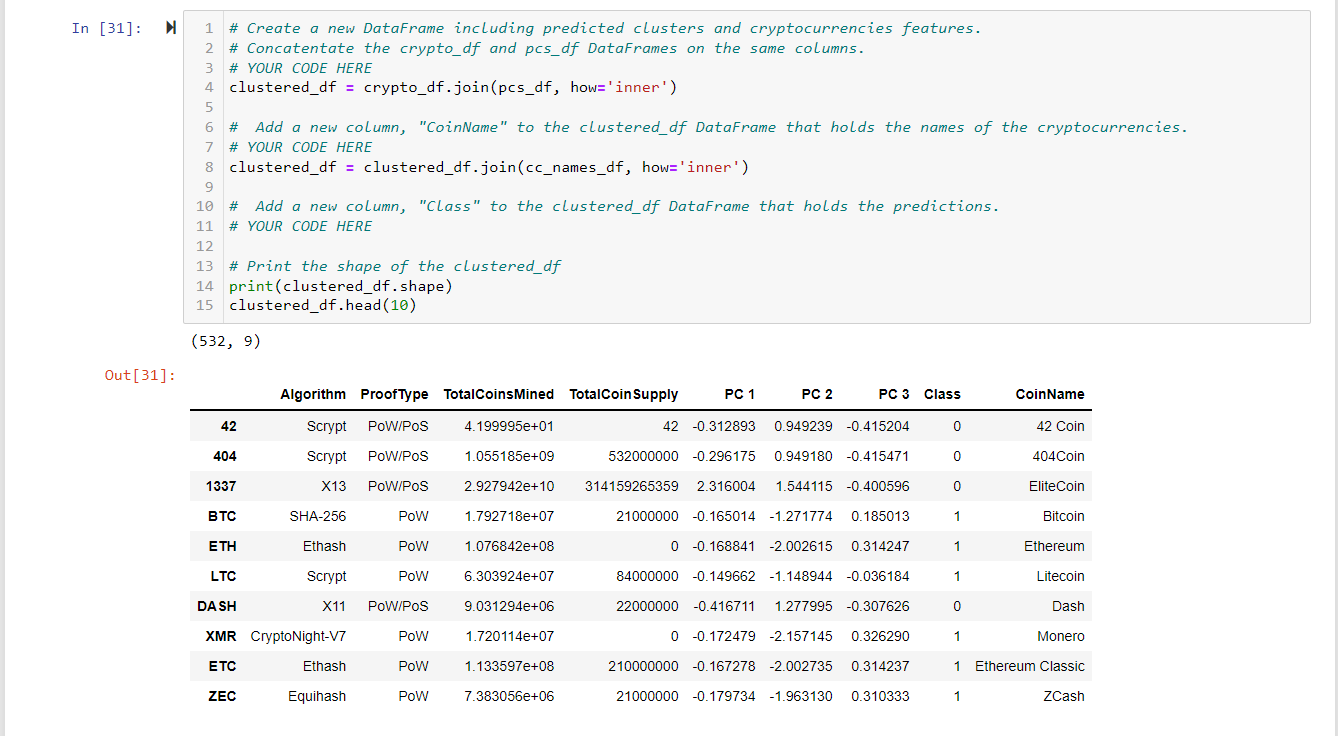 In [31]:
1 # Create a new DataFrame including predicted clusters and cryptocurrencies features.
2 # Concatentate the crypto_df and pcs_df DataFrames on the same columns.
3 # YOUR CODE HERE
4 clustered_df = crypto_df.join(pcs_df, how='inner')
5
6 #  Add a new column, "CoinName" to the clustered_df DataFrame that holds the names of the cryptocurrencies.
7 # YOUR CODE HERE
8 clustered_df = clustered_df.join(cc_names_df, how='inner')
9
10 #  Add a new column, "Class" to the clustered_df DataFrame that holds the predictions.
11 # YOUR CODE HERE
12
13 # Print the shape of the clustered_df
14 print(clustered_df.shape)
15 clustered_df.head(10)
(532, 9)
Out[31]:
Algorithm ProofType TotalCoinsMined TotalCoinSupply PC 1 PC 2 PC 3 Class CoinName
42 Scrypt PoW/PoS 4.199995e+01 42 -0.312893 0.949239 -0.415204 0 42 Coin
404 Scrypt PoW/PoS 1.055185e+09 532000000 -0.296175 0.949180 -0.415471 0 404Coin
1337 X13 PoW/PoS 2.927942e+10 314159265359 2.316004 1.544115 -0.400596 0 EliteCoin
BTC SHA-256 PoW 1.792718e+07 21000000 -0.165014 -1.271774 0.185013 1 Bitcoin
ETH Ethash PoW 1.076842e+08 0 -0.168841 -2.002615 0.314247 1 Ethereum
LTC Scrypt PoW 6.303924e+07 84000000 -0.149662 -1.148944 -0.036184 1 Litecoin
DASH X11 PoW/PoS 9.031294e+06 22000000 -0.416711 1.277995 -0.307626 0 Dash
XMR CryptoNight-V7 PoW 1.720114e+07 0 -0.172479 -2.157145 0.326290 1 Monero
ETC Ethash PoW 1.133597e+08 210000000 -0.167278 -2.002735 0.314237 1 Ethereum Classic
ZEC Equihash PoW 7.383056e+06 21000000 -0.179734 -1.963130 0.310333 1 ZCash